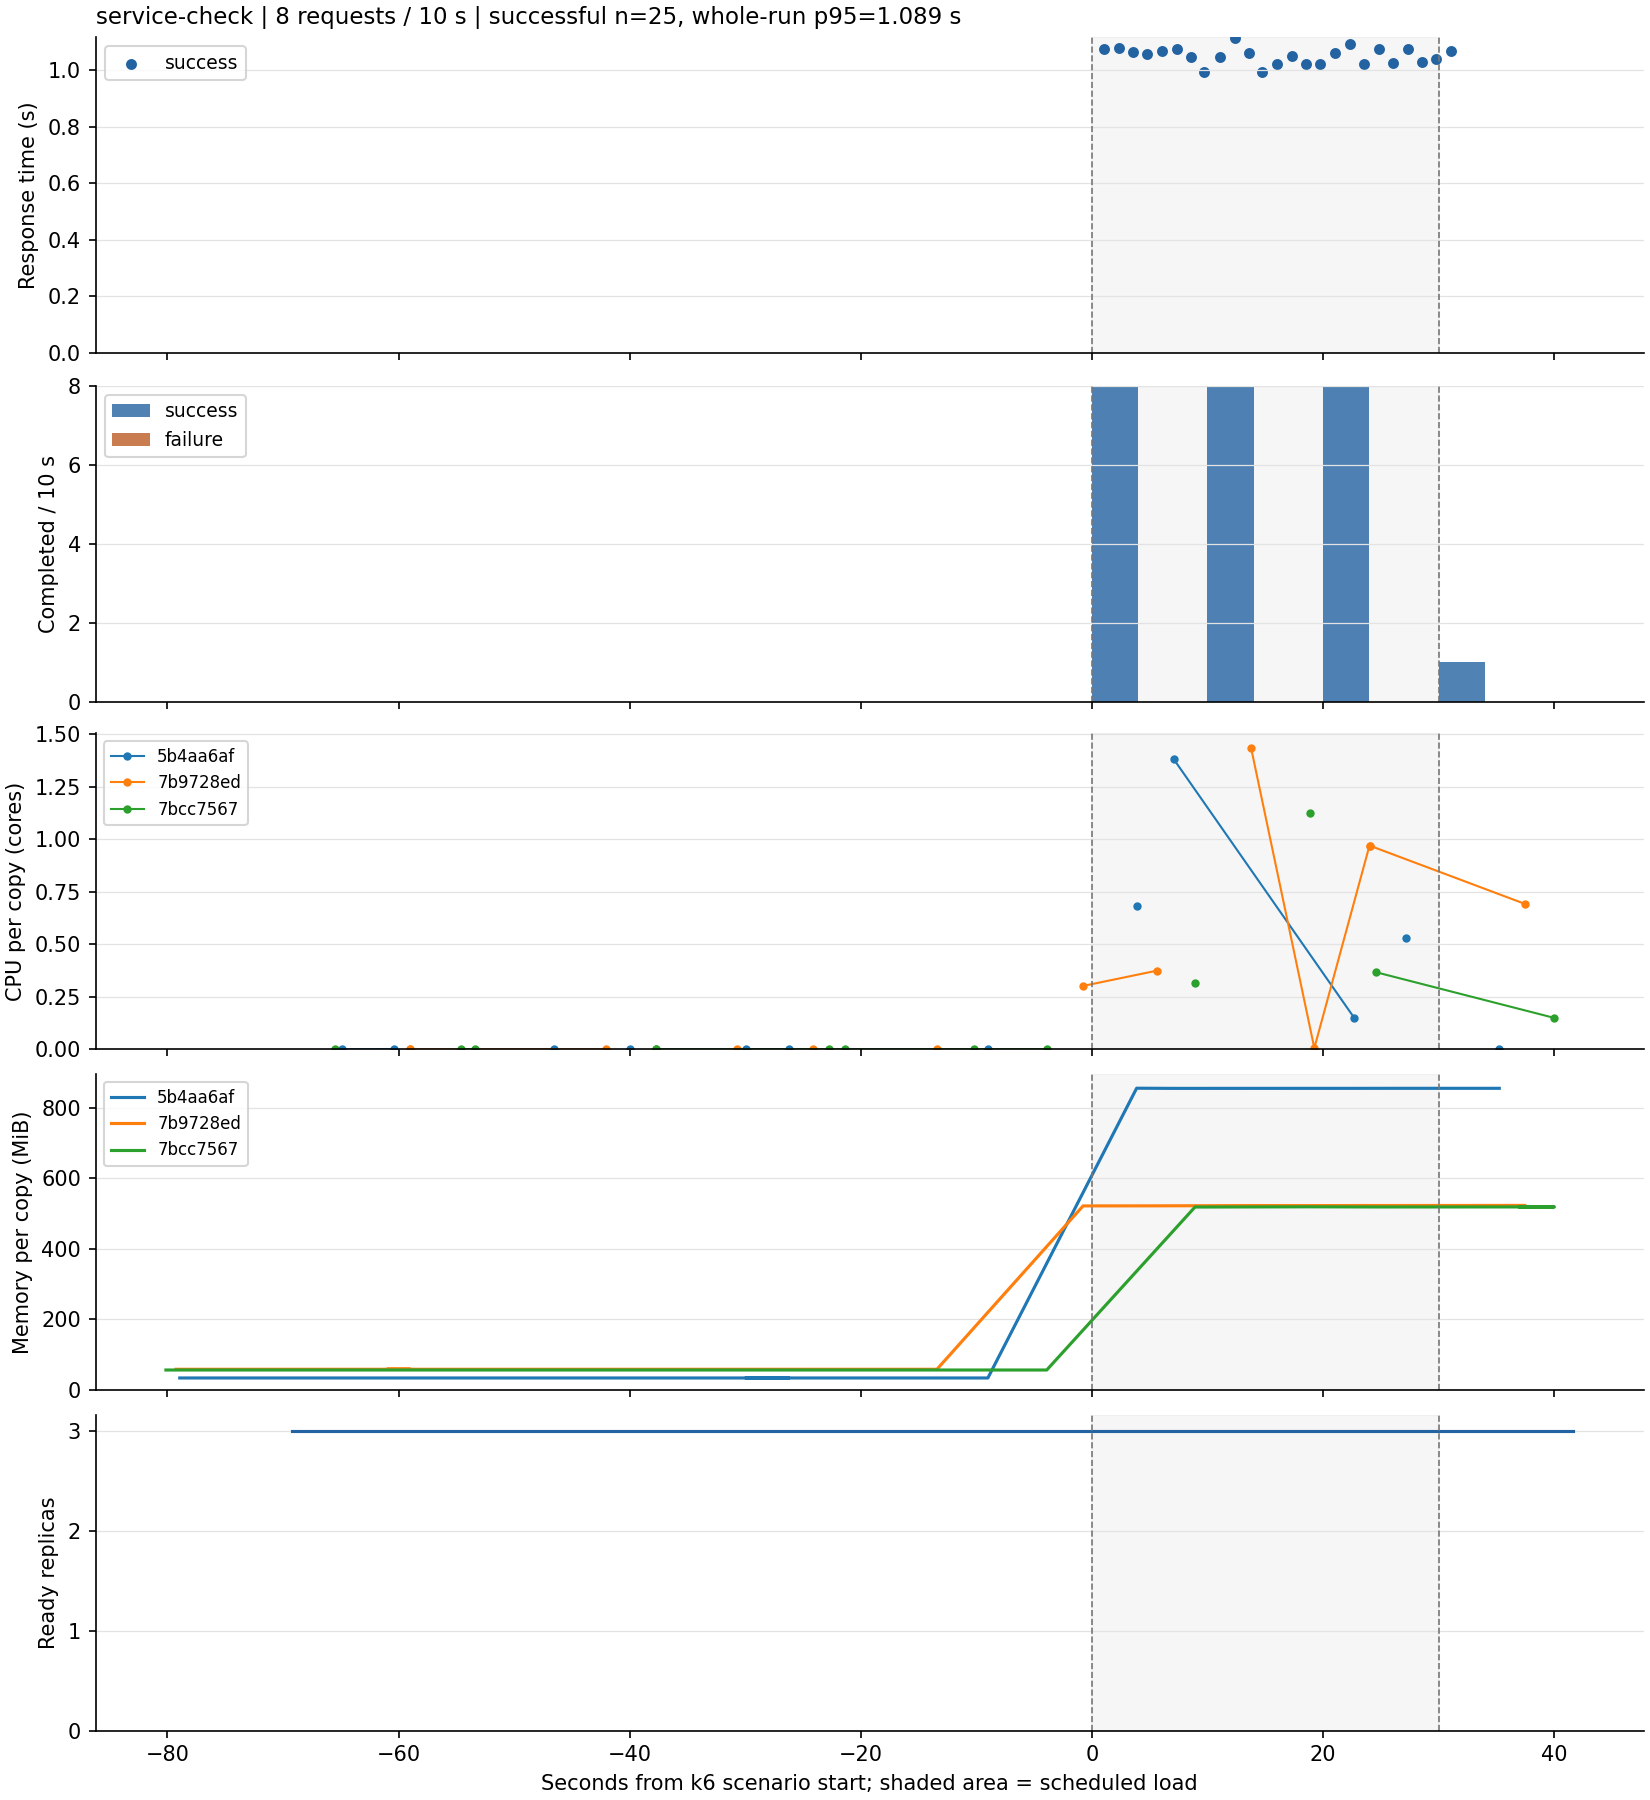 service-check | 8 requests / 10 s | successful n=25, whole-run p95=1.089 s
Response time (s)
1.0
0.8
0.6
0.4
0.2
0.0
success
Completed / 10 s
8
6
4
2
0
success
failure
CPU per copy (cores)
1.50
1.25
1.00
0.75
0.50
0.25
0.00
5b4aa6af
7b9728ed
7bcc7567
Memory per copy (MiB)
800
600
400
200
0
5b4aa6af
7b9728ed
7bcc7567
Ready replicas
3
2
1
0
−80 −60 −40 −20 0 20 40
Seconds from k6 scenario start; shaded area = scheduled load